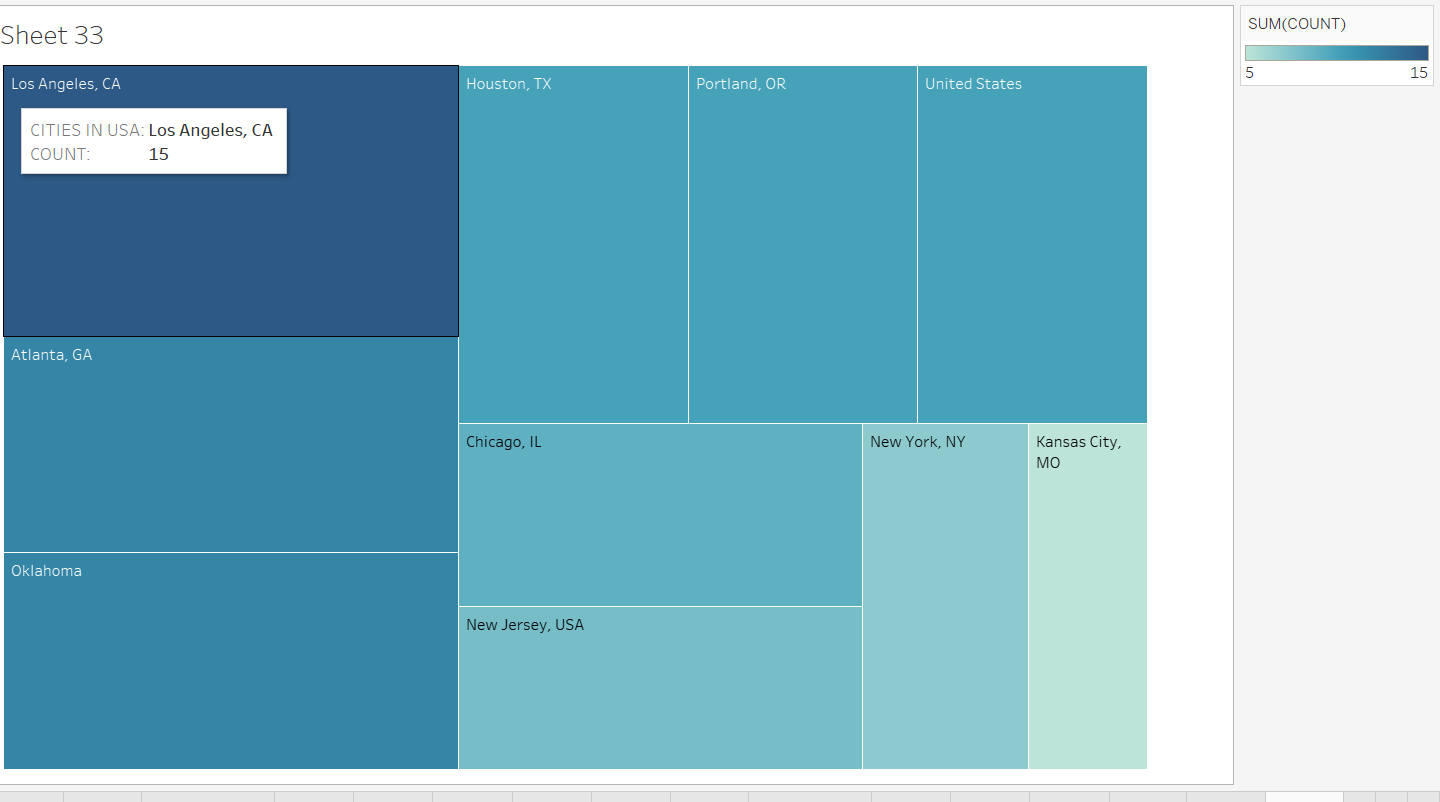 Sheet 33
SUM(COUNT)
5 15
Los Angeles, CA
CITIES IN USA: Los Angeles, CA
COUNT: 15
Houston, TX
Portland, OR
United States
Atlanta, GA
Oklahoma
Chicago, IL
New York, NY
Kansas City,
MO
New Jersey, USA